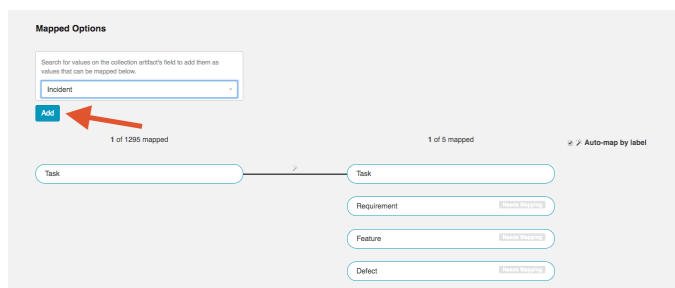 Mapped Options
Search for values on the collection artifact's field to add them as
values that can be mapped below.
Incident
Add
1 of 1295 mapped
1 of 5 mapped
Auto-map by label
Task
Task
Requirement
Needs Mapping
Feature
Needs Mapping
Defect
Needs Mapping